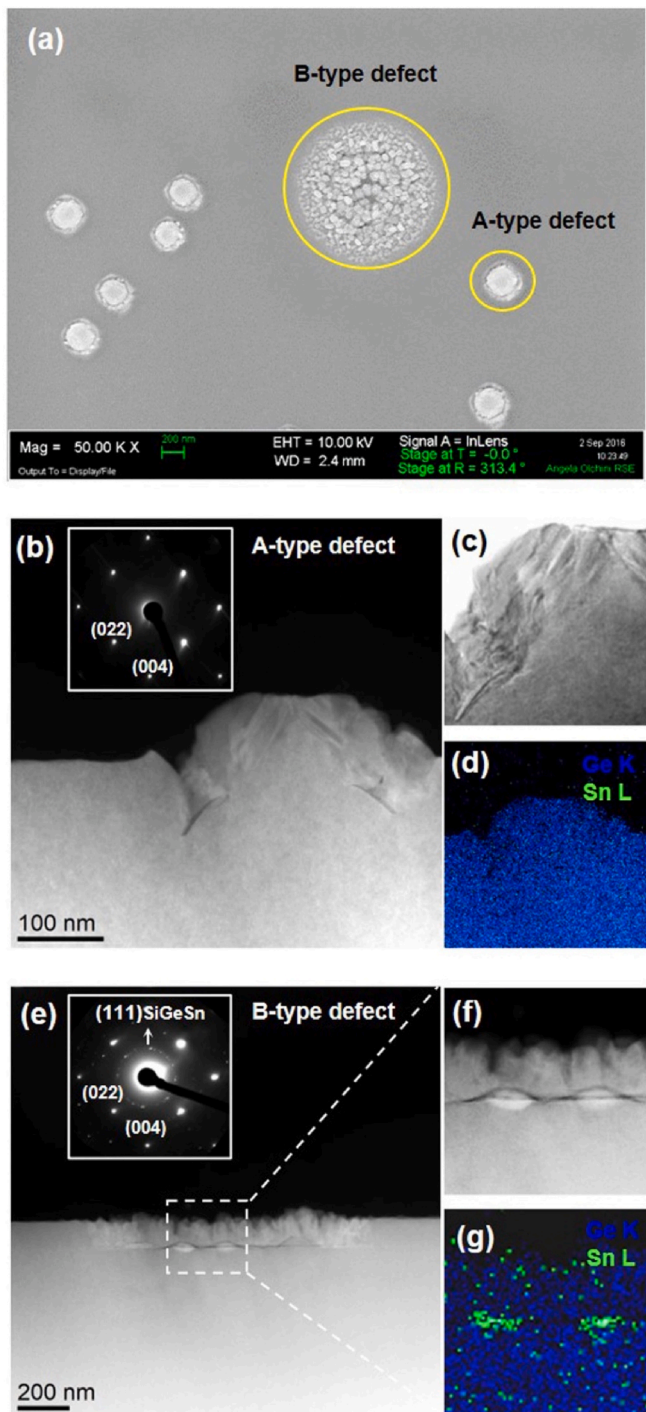 (a)
B-type defect
A-type defect
Mag = 50.00 K X
200 nm
EHT = 10.00 kV
Signal A = InLens
2 Sep 2016
WD = 2.4 mm
Stage at T = -0.0 °
10:23:49
Output To = Display/File
Stage at R = 313.4 °
Angela Olchini RSE
(b)
A-type defect
(c)
(022)
(004)
(d)
Ge K
Sn L
100 nm
(e)
(111)SiGeSn
B-type defect
(f)
(022)
(004)
(g)
Ge K
Sn L
200 nm